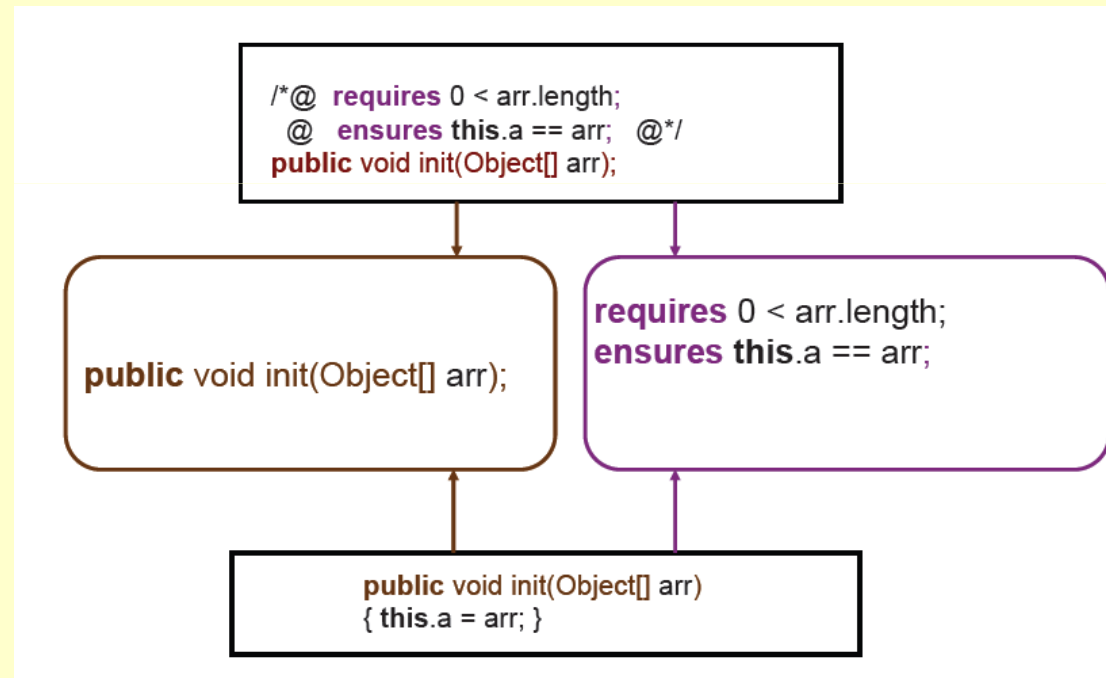 /*@ requires 0 < arr.length;
@ ensures this.a == arr; @*/
public void init(Object[] arr);
public void init(Object[] arr);
requires 0 < arr.length;
ensures this.a == arr;
public void init(Object[] arr)
{ this.a = arr; }